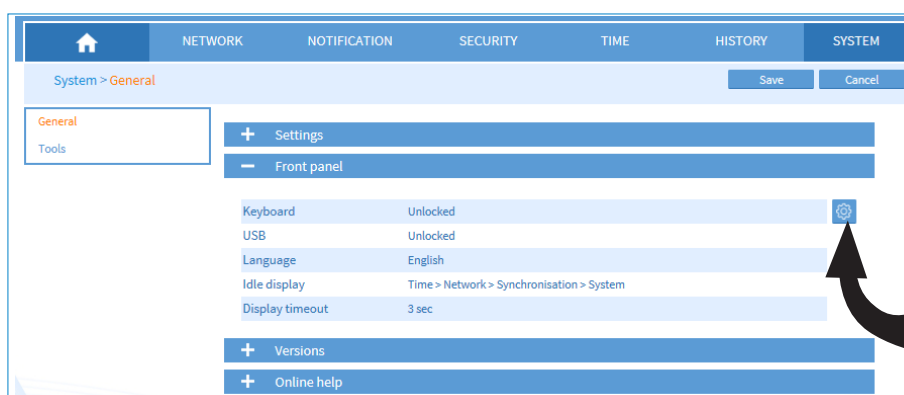 NETWORK NOTIFICATION SECURITY TIME HISTORY SYSTEM
System > General Save Cancel
General
Tools
+ Settings
− Front panel
Keyboard Unlocked
USB Unlocked
Language English
Idle display Time > Network > Synchronisation > System
Display timeout 3 sec
+ Versions
+ Online help